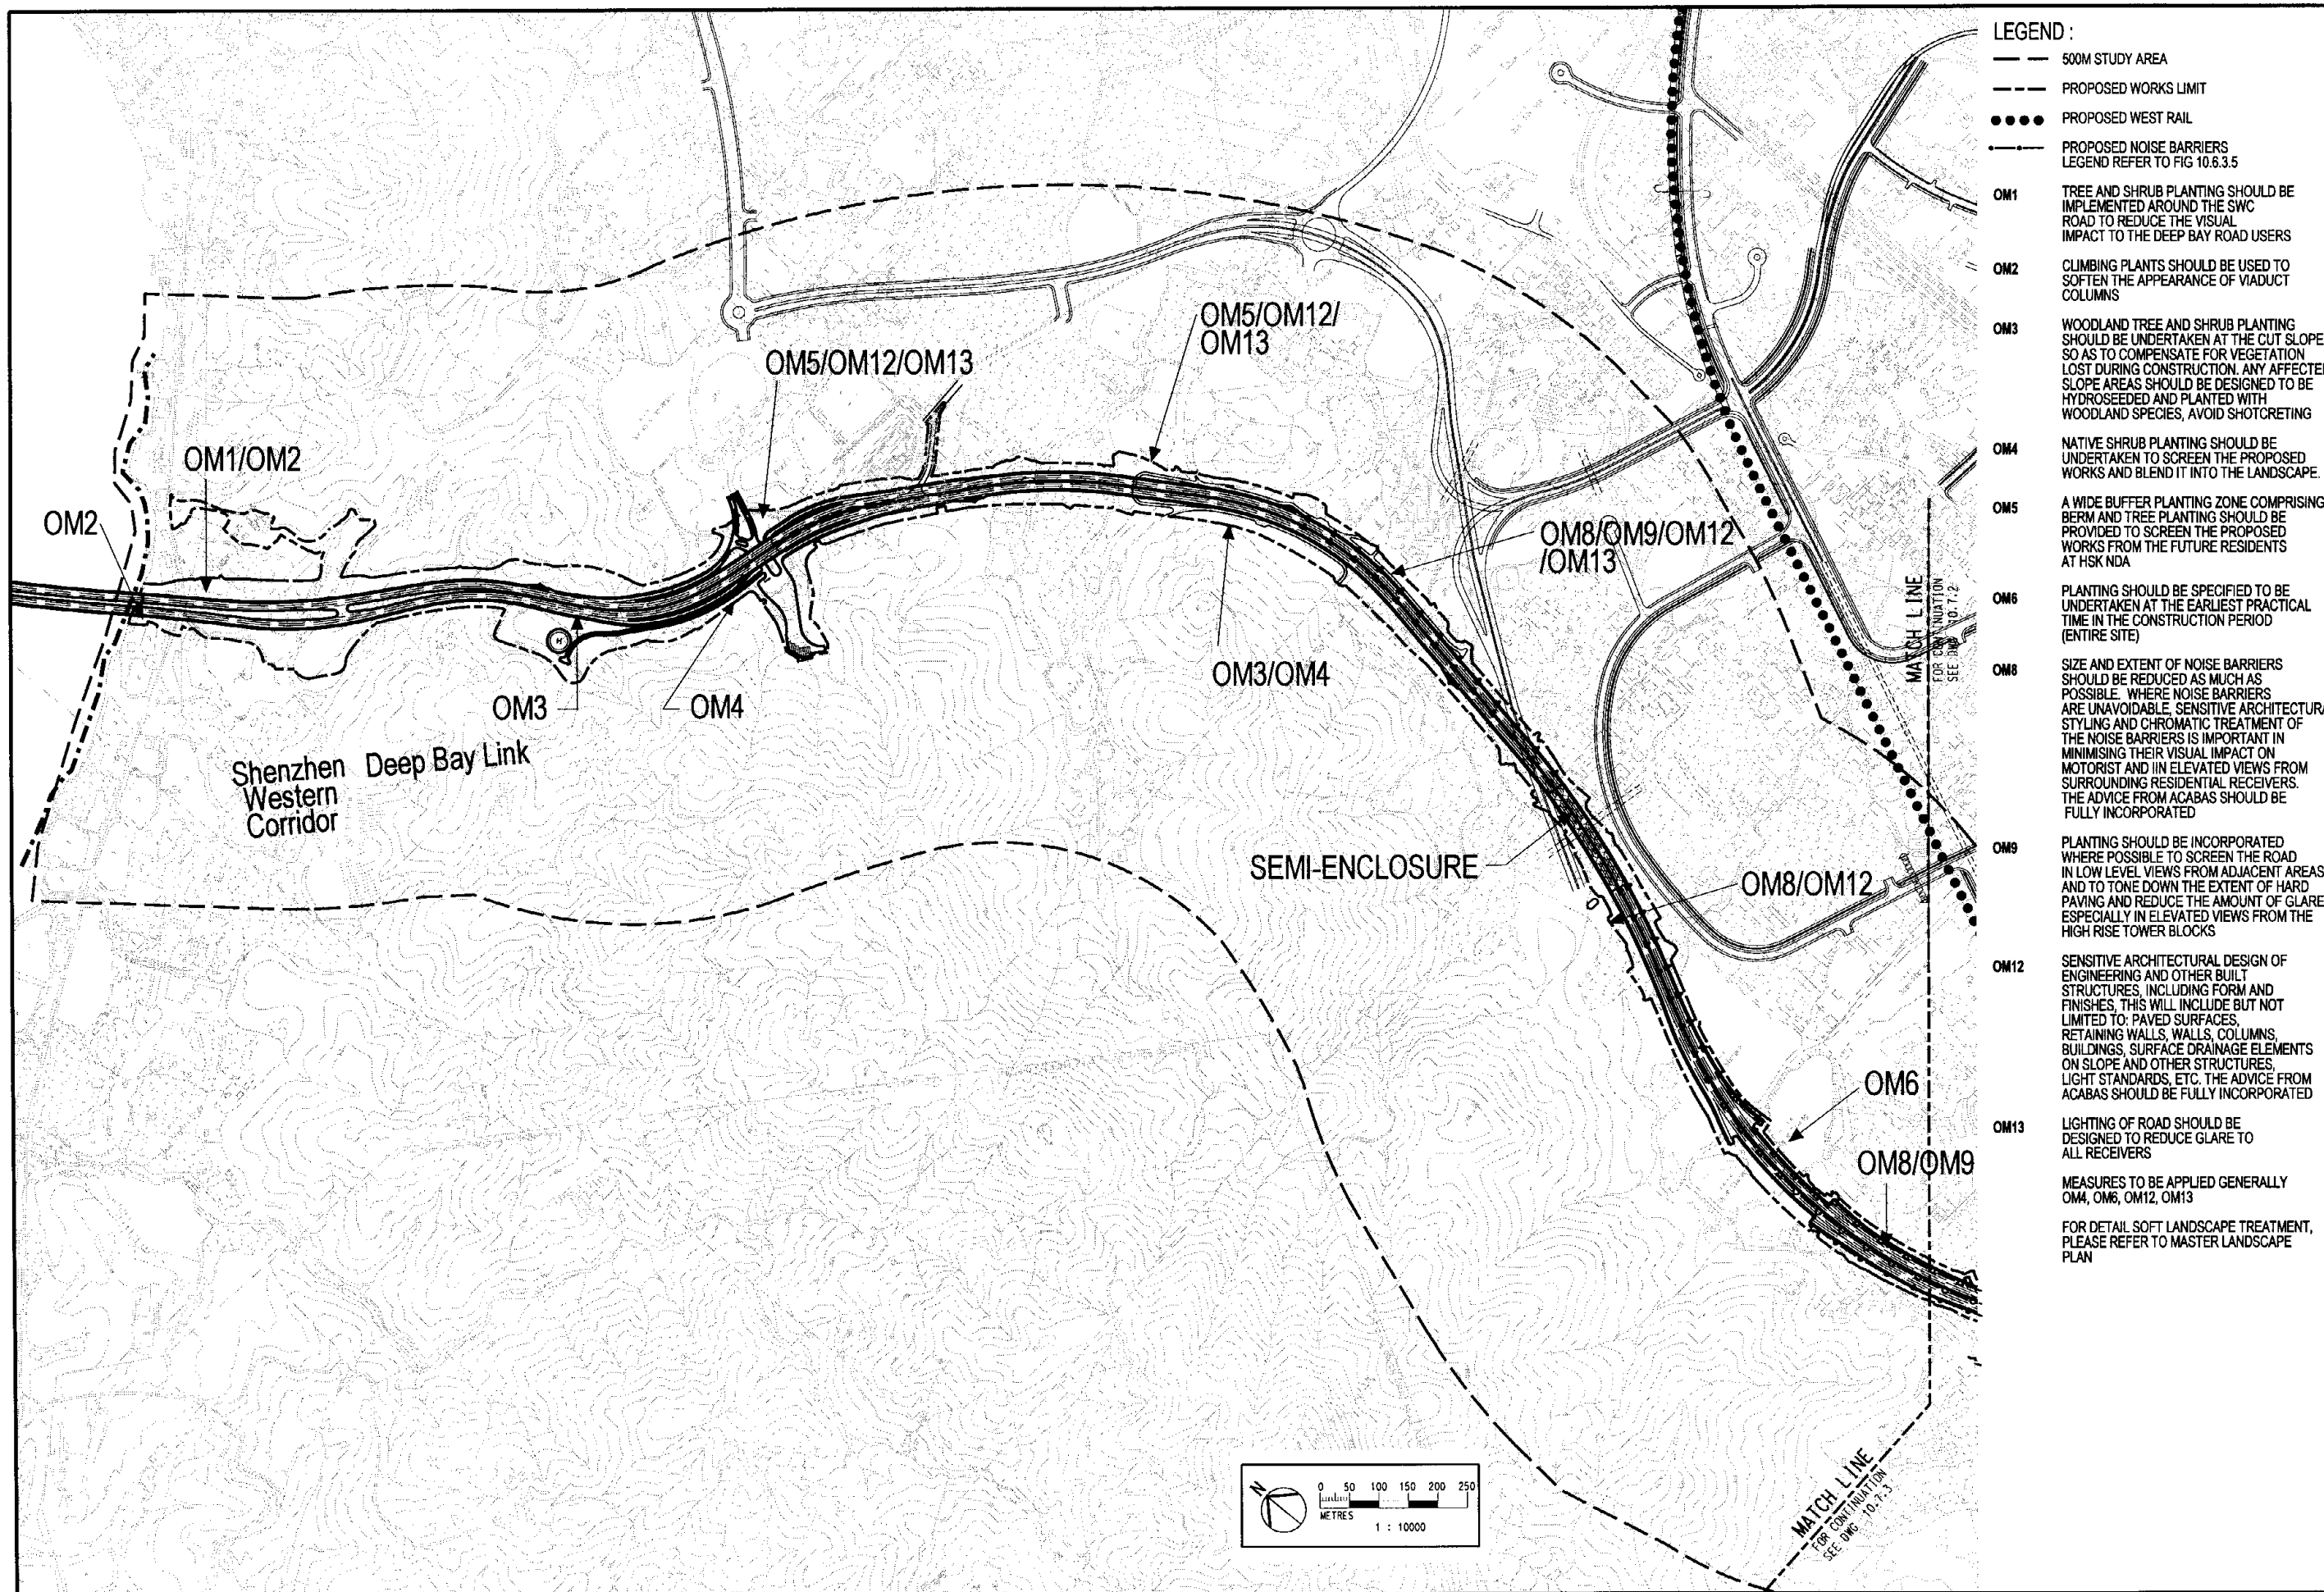 OM5/OM12/
OM13
OM5/OM12/OM13
OM1/OM2
OM2
OM8/OM9/OM12
/OM13
OM3/OM4
OM3
OM4
Shenzhen
Western
Corridor
Deep Bay Link
SEMI-ENCLOSURE
OM8/OM12
OM6
OM8/OM9
MATCH LINE
FOR CONTINUATION
SEE DWG 10.7.2
MATCH LINE
FOR CONTINUATION
SEE DWG 10.7.3
N
0 50 100 150 200 250
METRES
1 : 10000
LEGEND :
500M STUDY AREA
PROPOSED WORKS LIMIT
PROPOSED WEST RAIL
PROPOSED NOISE BARRIERS
LEGEND REFER TO FIG 10.6.3.5
OM1 TREE AND SHRUB PLANTING SHOULD BE
IMPLEMENTED AROUND THE SWC
ROAD TO REDUCE THE VISUAL
IMPACT TO THE DEEP BAY ROAD USERS
OM2 CLIMBING PLANTS SHOULD BE USED TO
SOFTEN THE APPEARANCE OF VIADUCT
COLUMNS
OM3 WOODLAND TREE AND SHRUB PLANTING
SHOULD BE UNDERTAKEN AT THE CUT SLOPE
SO AS TO COMPENSATE FOR VEGETATION
LOST DURING CONSTRUCTION. ANY AFFECTE
SLOPE AREAS SHOULD BE DESIGNED TO BE
HYDROSEEDED AND PLANTED WITH
WOODLAND SPECIES, AVOID SHOTCRETING
OM4 NATIVE SHRUB PLANTING SHOULD BE
UNDERTAKEN TO SCREEN THE PROPOSED
WORKS AND BLEND IT INTO THE LANDSCAPE.
OM5 A WIDE BUFFER PLANTING ZONE COMPRISING
BERM AND TREE PLANTING SHOULD BE
PROVIDED TO SCREEN THE PROPOSED
WORKS FROM THE FUTURE RESIDENTS
AT HSK NDA
OM6 PLANTING SHOULD BE SPECIFIED TO BE
UNDERTAKEN AT THE EARLIEST PRACTICAL
TIME IN THE CONSTRUCTION PERIOD
(ENTIRE SITE)
OM8 SIZE AND EXTENT OF NOISE BARRIERS
SHOULD BE REDUCED AS MUCH AS
POSSIBLE. WHERE NOISE BARRIERS
ARE UNAVOIDABLE, SENSITIVE ARCHITECTURA
STYLING AND CHROMATIC TREATMENT OF
THE NOISE BARRIERS IS IMPORTANT IN
MINIMISING THEIR VISUAL IMPACT ON
MOTORIST AND IIN ELEVATED VIEWS FROM
SURROUNDING RESIDENTIAL RECEIVERS.
THE ADVICE FROM ACABAS SHOULD BE
FULLY INCORPORATED
OM9 PLANTING SHOULD BE INCORPORATED
WHERE POSSIBLE TO SCREEN THE ROAD
IN LOW LEVEL VIEWS FROM ADJACENT AREAS
AND TO TONE DOWN THE EXTENT OF HARD
PAVING AND REDUCE THE AMOUNT OF GLARE
ESPECIALLY IN ELEVATED VIEWS FROM THE
HIGH RISE TOWER BLOCKS
OM12 SENSITIVE ARCHITECTURAL DESIGN OF
ENGINEERING AND OTHER BUILT
STRUCTURES, INCLUDING FORM AND
FINISHES, THIS WILL INCLUDE BUT NOT
LIMITED TO: PAVED SURFACES,
RETAINING WALLS, WALLS, COLUMNS,
BUILDINGS, SURFACE DRAINAGE ELEMENTS
ON SLOPE AND OTHER STRUCTURES,
LIGHT STANDARDS, ETC. THE ADVICE FROM
ACABAS SHOULD BE FULLY INCORPORATED
OM13 LIGHTING OF ROAD SHOULD BE
DESIGNED TO REDUCE GLARE TO
ALL RECEIVERS
MEASURES TO BE APPLIED GENERALLY
OM4, OM6, OM12, OM13
FOR DETAIL SOFT LANDSCAPE TREATMENT,
PLEASE REFER TO MASTER LANDSCAPE
PLAN